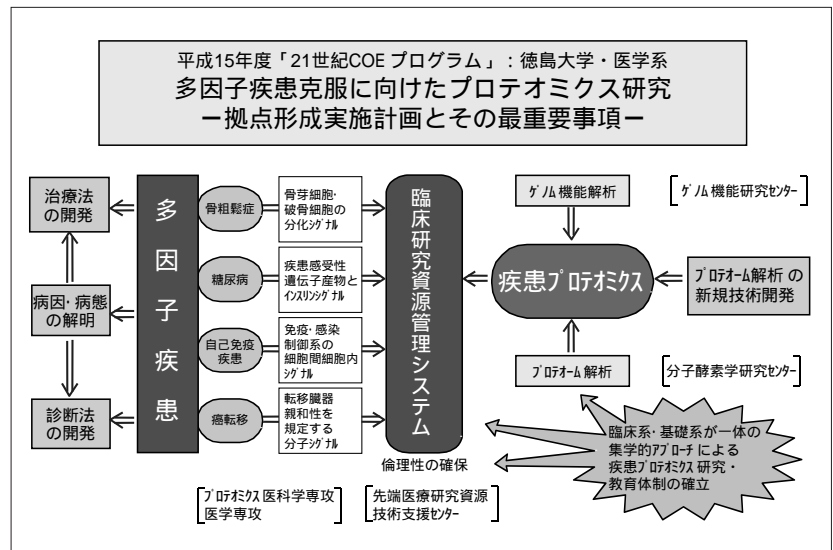 平成15年度「21世紀COE プログラム」：徳島大学・医学系
多因子疾患克服に向けたプロテオミクス研究
ー拠点形成実施計画とその最重要事項ー
治療法
の開発
病因・病態
の解明
診断法
の開発
多因子疾患
骨粗鬆症
骨芽細胞・
破骨細胞の
分化ｼｸﾞﾅﾙ
糖尿病
疾患感受性
遺伝子産物と
ｲﾝｽﾘﾝｼｸﾞﾅﾙ
自己免疫
疾患
免疫・感染
制御系の
細胞間細胞内
ｼｸﾞﾅﾙ
癌転移
転移臓器
親和性を
規定する
分子ｼｸﾞﾅﾙ
臨床研究資源管理システム
倫理性の確保
ｹﾞﾉﾑ機能解析
ｹﾞﾉﾑ機能研究ｾﾝﾀｰ
疾患ﾌﾟﾛﾃｵﾐｸｽ
ﾌﾟﾛﾃｵｰﾑ解析の
新規技術開発
ﾌﾟﾛﾃｵｰﾑ解析
分子酵素学研究ｾﾝﾀｰ
臨床系・基礎系が一体の
集学的ｱﾌﾟﾛｰﾁによる
疾患ﾌﾟﾛﾃｵﾐｸｽ研究・
教育体制の確立
ﾌﾟﾛﾃｵﾐｸｽ医科学専攻
医学専攻
先端医療研究資源
技術支援ｾﾝﾀｰ